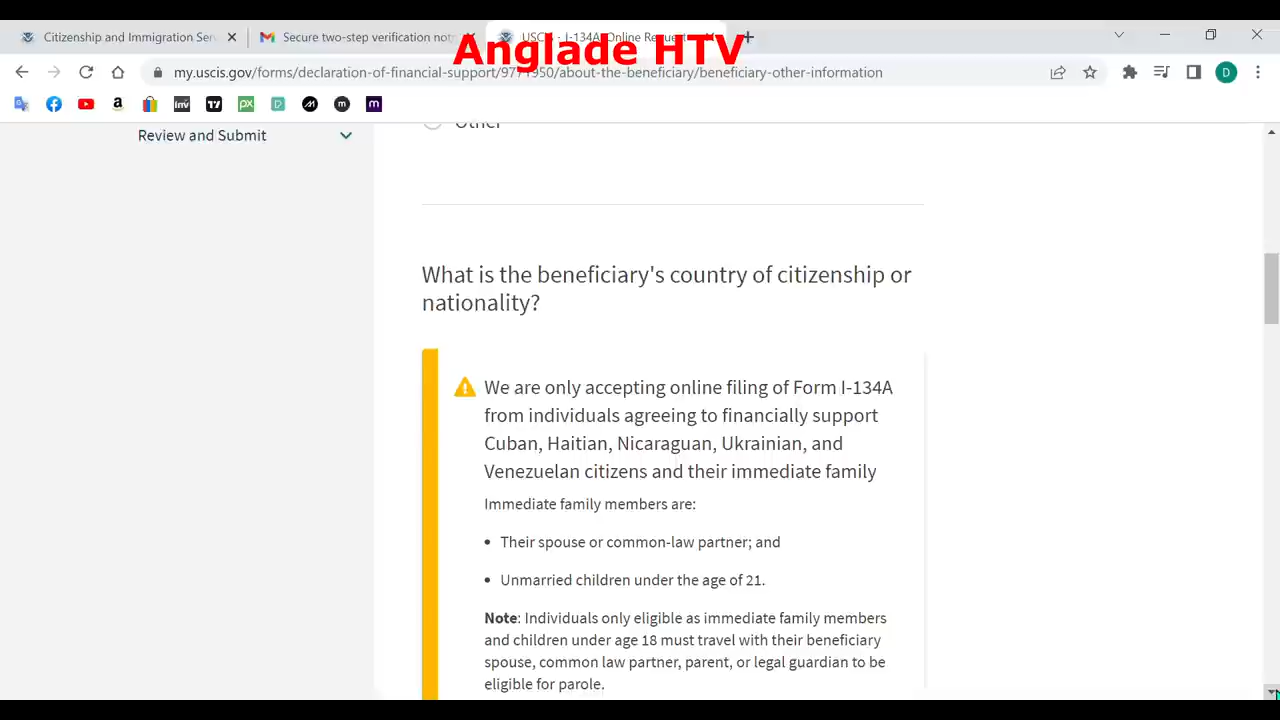 Citizenship and Immigration Ser
Secure two-step verification not
USCIS - I-134A Online Reques
Anglade HTV
my.uscis.gov/forms/declaration-of-financial-support/9771950/about-the-beneficiary/beneficiary-other-information
D
Review and Submit
Other
What is the beneficiary's country of citizenship or
nationality?
We are only accepting online filing of Form I-134A
from individuals agreeing to financially support
Cuban, Haitian, Nicaraguan, Ukrainian, and
Venezuelan citizens and their immediate family
Immediate family members are:
• Their spouse or common-law partner; and
• Unmarried children under the age of 21.
Note: Individuals only eligible as immediate family members
and children under age 18 must travel with their beneficiary
spouse, common law partner, parent, or legal guardian to be
eligible for parole.